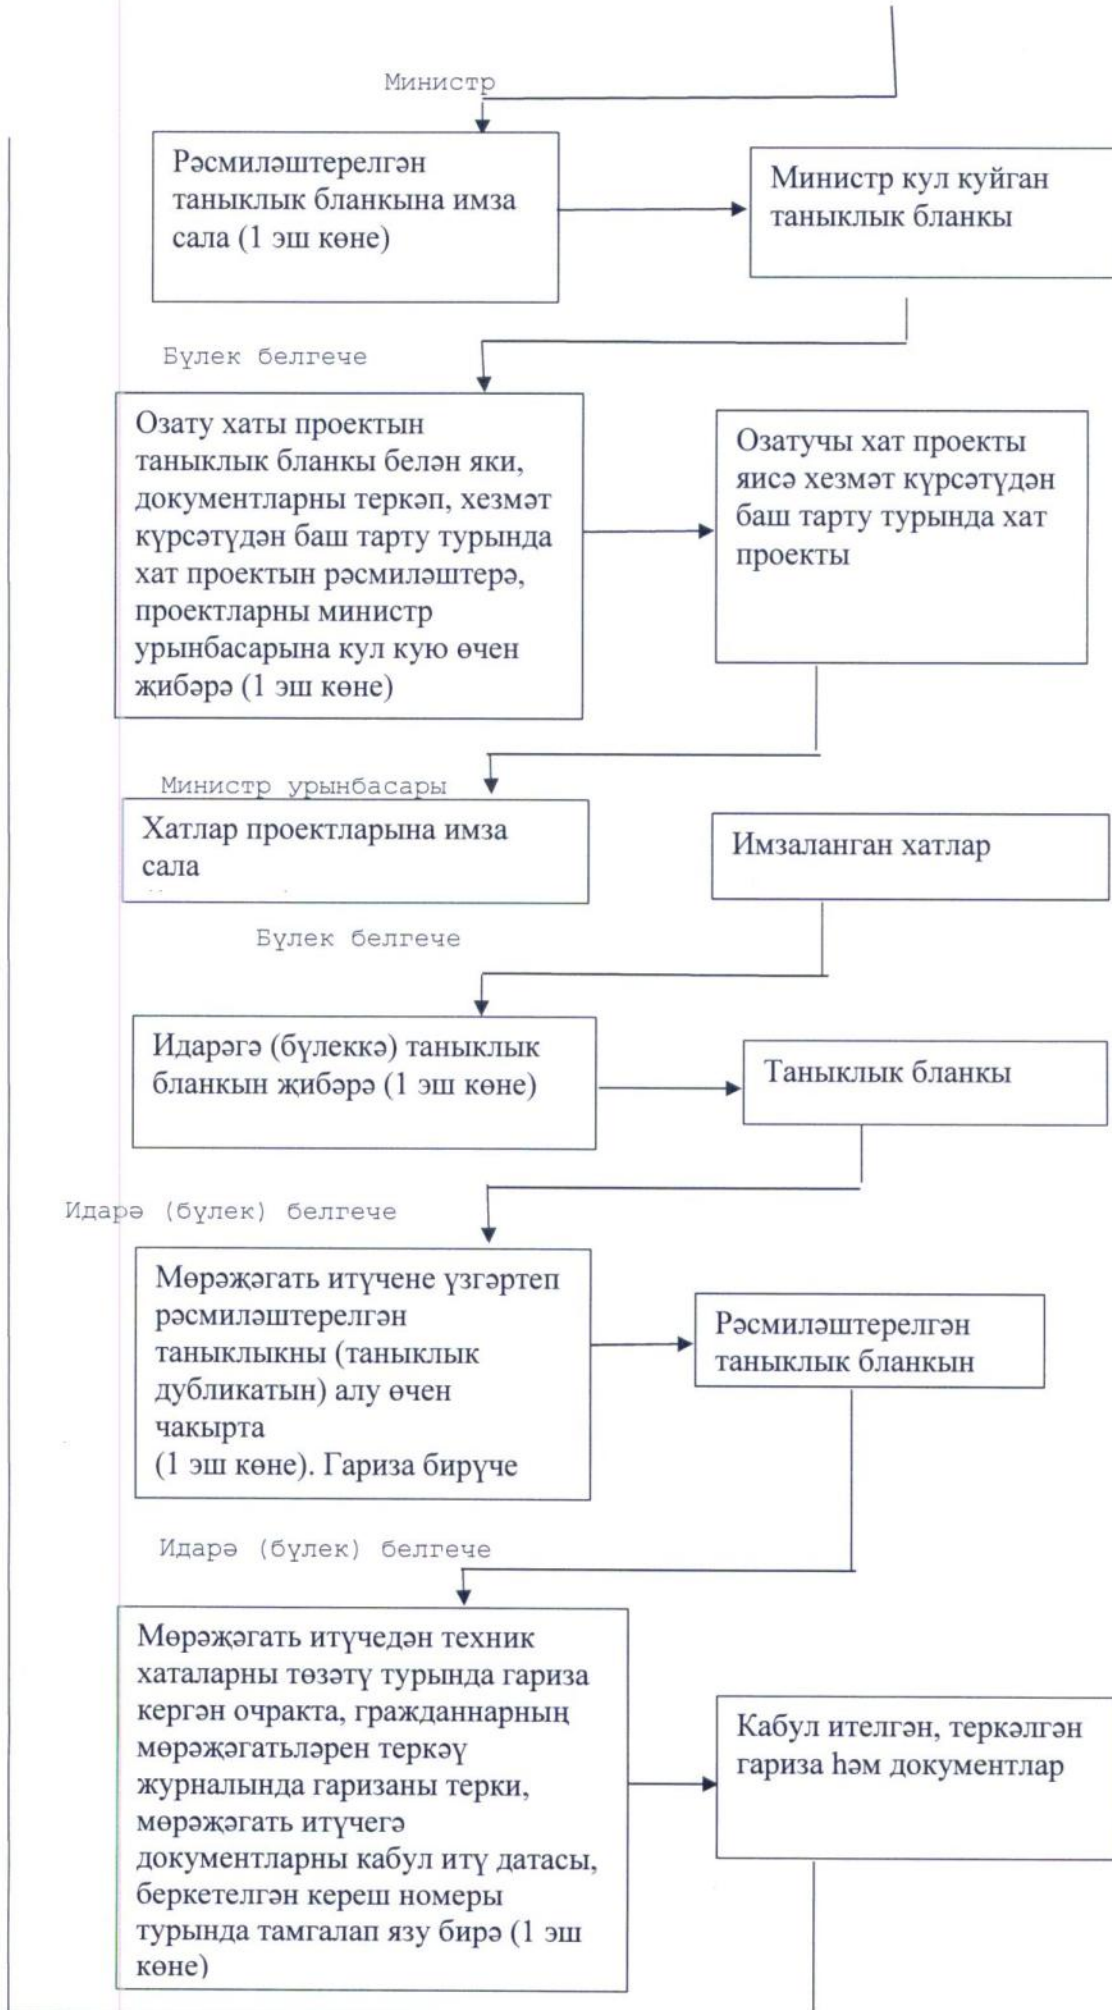 Министр
Рәсмиләштерелгән
таныклык бланкына имза
сала (1 эш көне)
Министр кул куйган
таныклык бланкы
Бүлек белгече
Озату хаты проектын
таныклык бланкы белән яки,
документларны теркәп, хезмәт
күрсәтүдән баш тарту турында
хат проектын рәсмиләштерә,
проектларны министр
урынбасарына кул кую өчен
җибәрә (1 эш көне)
Озатучы хат проекты
яисә хезмәт күрсәтүдән
баш тарту турында хат
проекты
Министр урынбасары
Хатлар проектларына имза
сала
Имзаланган хатлар
Бүлек белгече
Идарәгә (бүлеккә) таныклык
бланкын җибәрә (1 эш көне)
Таныклык бланкы
Идарә (бүлек) белгече
Мөрәҗәгать итүчене үзгәртеп
рәсмиләштерелгән
таныклыкны (таныклык
дубликатын) алу өчен
чакырта
(1 эш көне). Гариза бирүче
Рәсмиләштерелгән
таныклык бланкын
Идарә (бүлек) белгече
Мөрәҗәгать итүчедән техник
хаталарны төзәтү турында гариза
кергән очракта, гражданнарның
мөрәҗәгатьләрен теркәү
журналында гаризаны терки,
мөрәҗәгать итүчегә
документларны кабул итү датасы,
беркетелгән кереш номеры
турында тамгалап язу бирә (1 эш
көне)
Кабул ителгән, теркәлгән
гариза һәм документлар